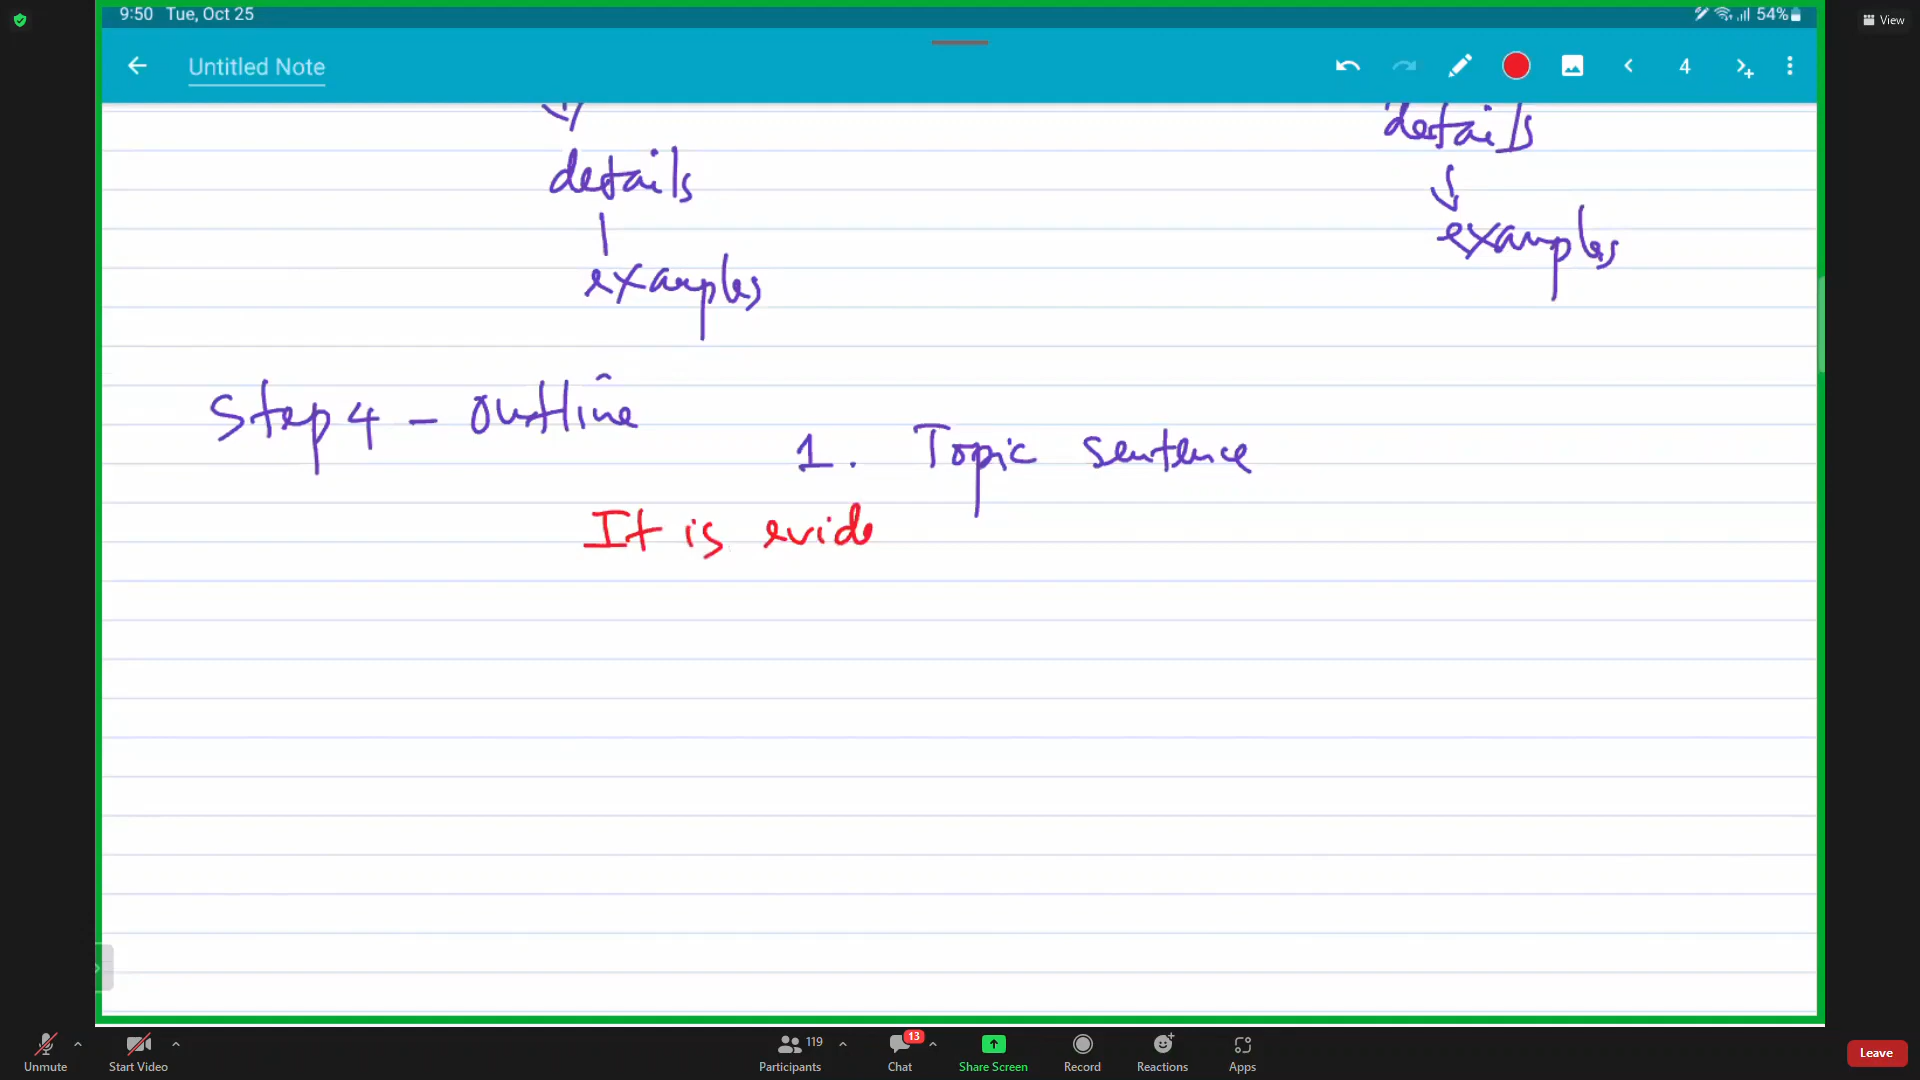 9:50 Tue, Oct 25 54%
View
Untitled Note 4
details
details
examples
examples
Step 4 - Outline
1. Topic sentence
It is evide
Unmute Start Video 119 Participants 13 Chat Share Screen Record Reactions Apps Leave